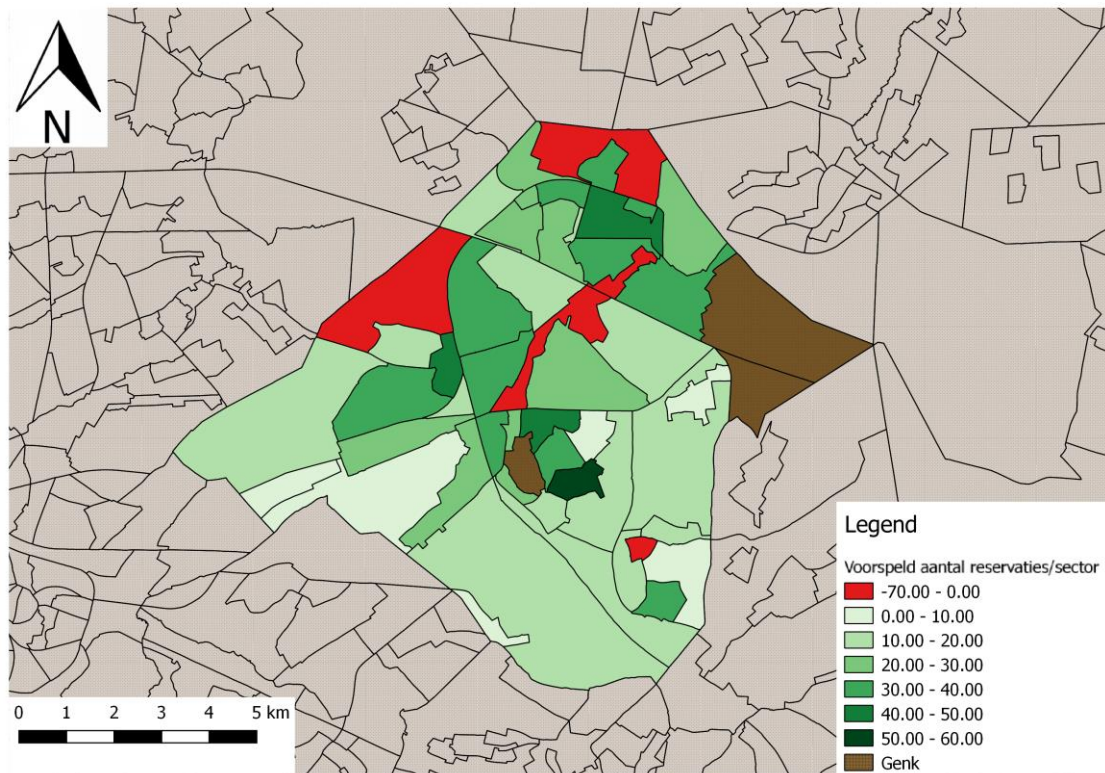 N
Legend
Voorspeld aantal reservaties/sector
-70.00 - 0.00
0.00 - 10.00
10.00 - 20.00
20.00 - 30.00
30.00 - 40.00
40.00 - 50.00
50.00 - 60.00
Genk
0 1 2 3 4 5 km